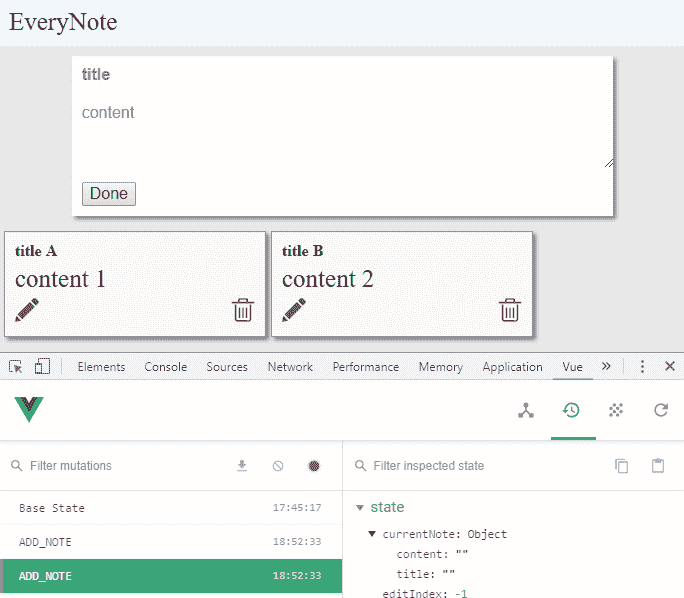 EveryNote
title
content
Done
title A title B
content 1 content 2
Elements Console Sources Network Performance Memory Application Vue »
Filter mutations Filter inspected state
Base State 17:45:17 state
ADD_NOTE 18:52:33 currentNote: Object
content: ""
ADD_NOTE 18:52:33 title: ""
editIndex: -1